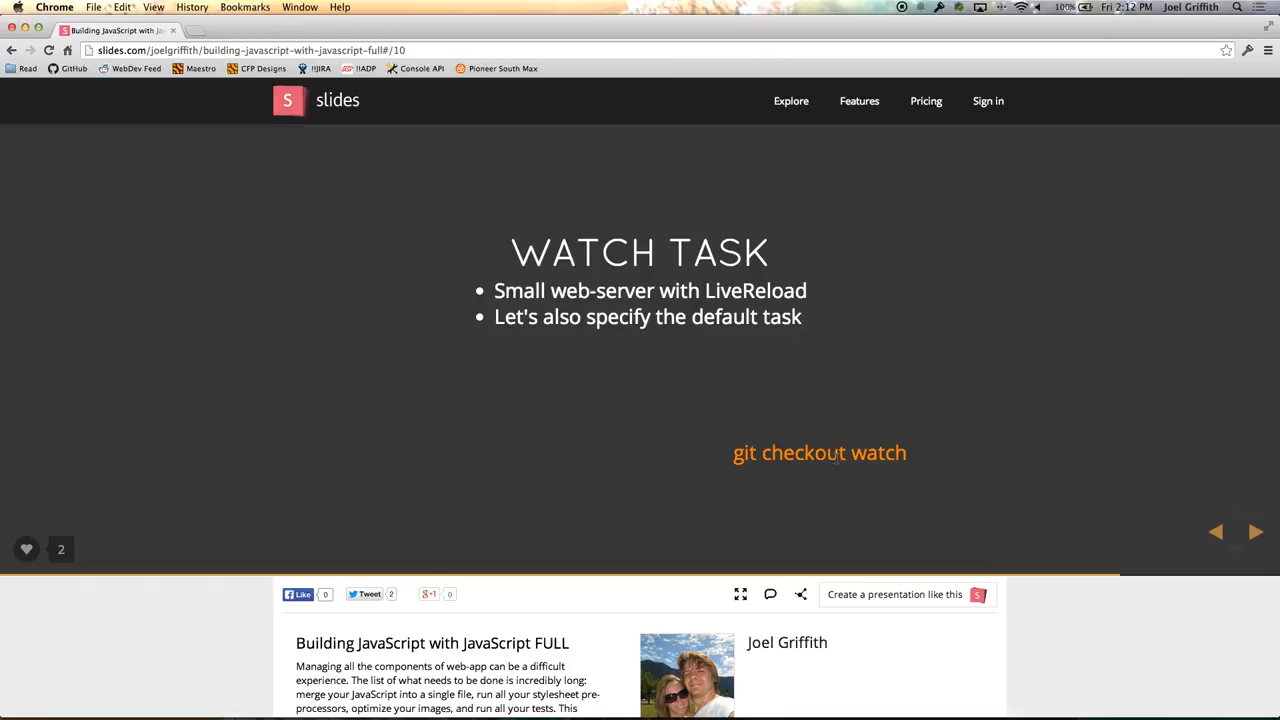 Chrome File Edit View History Bookmarks Window Help 100% Fri 2:12 PM Joel Griffith
S Building JavaScript with Ja
slides.com/joelgriffith/building-javascript-with-javascript-full#/10
Read GitHub WebDev Feed Maestro CFP Designs !!JIRA !!ADP Console API Pioneer South Max
S slides Explore Features Pricing Sign in
WATCH TASK
• Small web-server with LiveReload
• Let's also specify the default task
git checkout watch
2
Like 0 Tweet 2 g+1 0 Create a presentation like this S
Building JavaScript with JavaScript FULL Joel Griffith
Managing all the components of web-app can be a difficult
experience. The list of what needs to be done is incredibly long:
merge your JavaScript into a single file, run all your stylesheet pre-
processors, optimize your images, and run all your tests. This